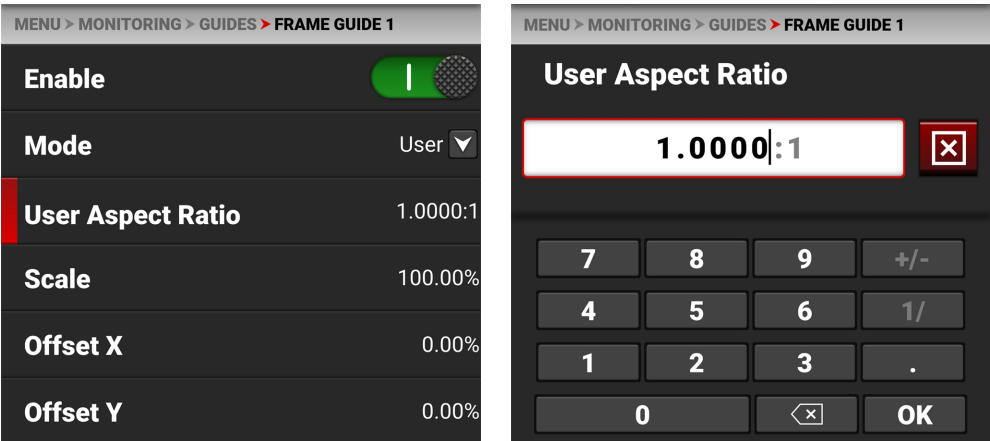 MENU > MONITORING > GUIDES > FRAME GUIDE 1
Enable
Mode User
User Aspect Ratio 1.0000:1
Scale 100.00%
Offset X 0.00%
Offset Y 0.00%
MENU > MONITORING > GUIDES > FRAME GUIDE 1
User Aspect Ratio
1.0000:1
7 8 9 +/-
4 5 6 1/
1 2 3 .
0 OK